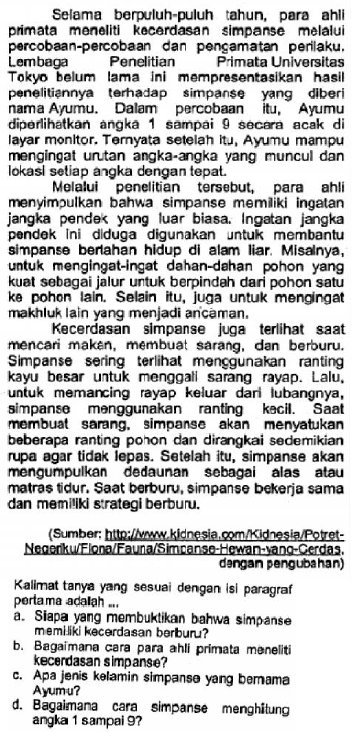 Selama berpuluh-puluh tahun, para ahli
primata meneliti kecerdasan simpanse melalui
percobaan-percobaan dan pengamatan perilaku.
Lembaga Penelitian Primata Universitas
Tokyo belum lama ini mempresentasikan hasil
penelitiannya terhadap simpanse yang diberi
nama Ayumu. Dalam percobaan itu, Ayumu
diperlihatkan angka 1 sampai 9 secara acak di
layar monitor. Ternyata setelah itu, Ayumu mampu
mengingat urutan angka-angka yang muncul dan
lokasi setiap angka dengan tepat.
Melalui penelitian tersebut, para ahli
menyimpulkan bahwa simpanse memiliki ingatan
jangka pendek yang luar biasa. Ingatan jangka
pendek ini diduga digunakan untuk membantu
simpanse bertahan hidup di alam liar. Misalnya,
untuk mengingat-ingat dahan-dahan pohon yang
kuat sebagai jalur untuk berpindah dari pohon satu
ke pohon lain. Selain itu, juga untuk mengingat
makhluk lain yang menjadi ancaman.
Kecerdasan simpanse juga terlihat saat
mencari makan, membuat sarang, dan berburu.
Simpanse sering terlihat menggunakan ranting
kayu besar untuk menggali sarang rayap. Lalu,
untuk memancing rayap keluar dari lubangnya,
simpanse menggunakan ranting kecil. Saat
membuat sarang, simpanse akan menyatukan
beberapa ranting pohon dan dirangkai sedemikian
rupa agar tidak lepas. Setelah itu, simpanse akan
mengumpulkan dedaunan sebagai alas atau
matras tidur. Saat berburu, simpanse bekerja sama
dan memiliki strategi berburu.
(Sumber: http://www.kidnesia.com/Kidnesia/Potret-
Negeriku/Flona/Fauna/Simpanse-Hewan-yang-Cerdas,
dengan pengubahan)
Kalimat tanya yang sesuai dengan isi paragraf
pertama adalah ...
a. Siapa yang membuktikan bahwa simpanse
memiliki kecerdasan berburu?
b. Bagaimana cara para ahli primata meneliti
kecerdasan simpanse?
c. Apa jenis kelamin simpanse yang bernama
Ayumu?
d. Bagaimana cara simpanse menghitung
angka 1 sampai 9?